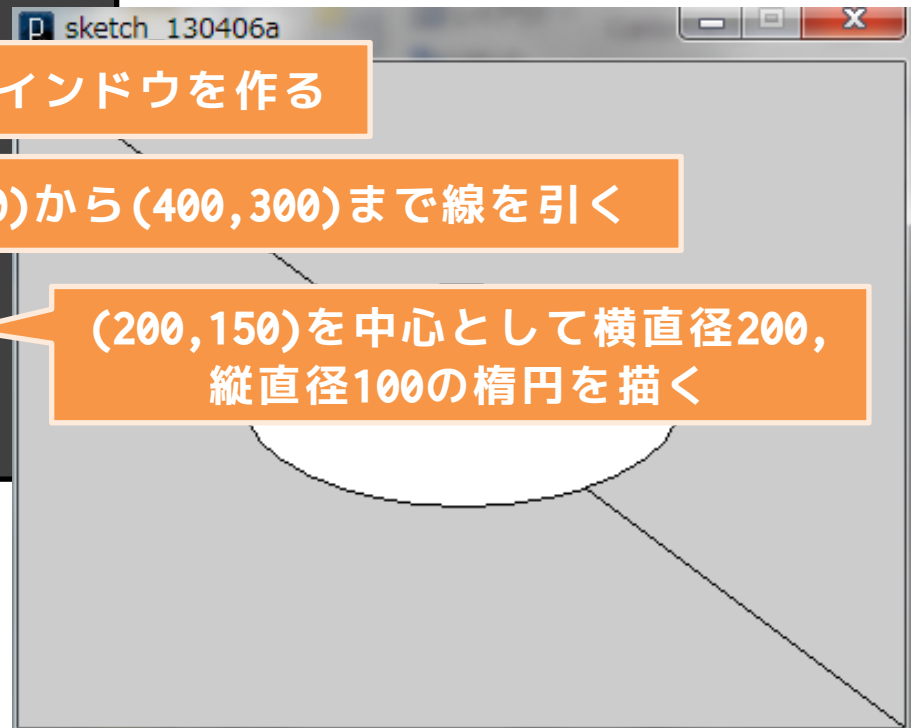 sketch_130406a
インドウを作る
0)から(400,300)まで線を引く
(200,150)を中心として横直径200,
縦直径100の楕円を描く